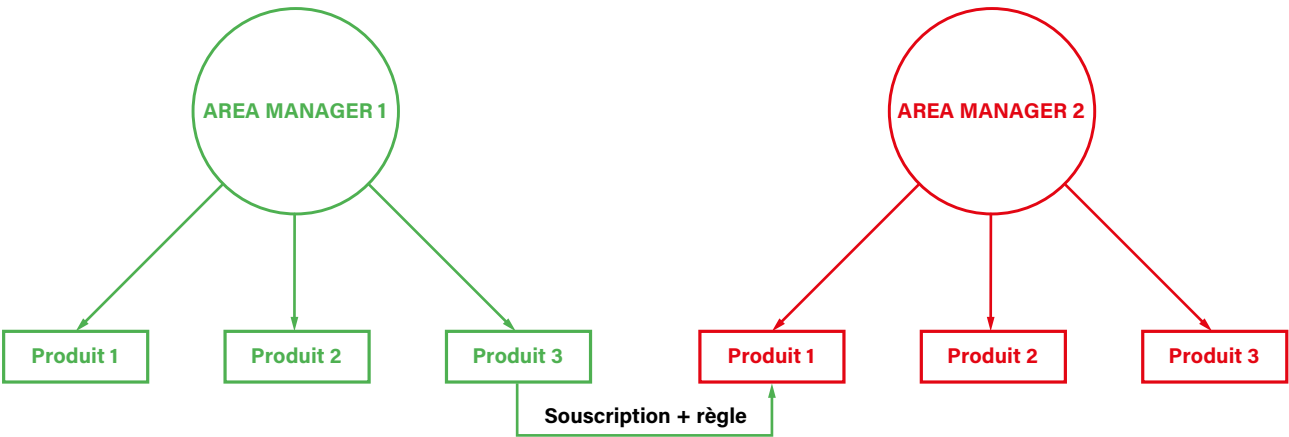 AREA MANAGER 1
AREA MANAGER 2
Produit 1
Produit 2
Produit 3
Produit 1
Produit 2
Produit 3
Souscription + règle